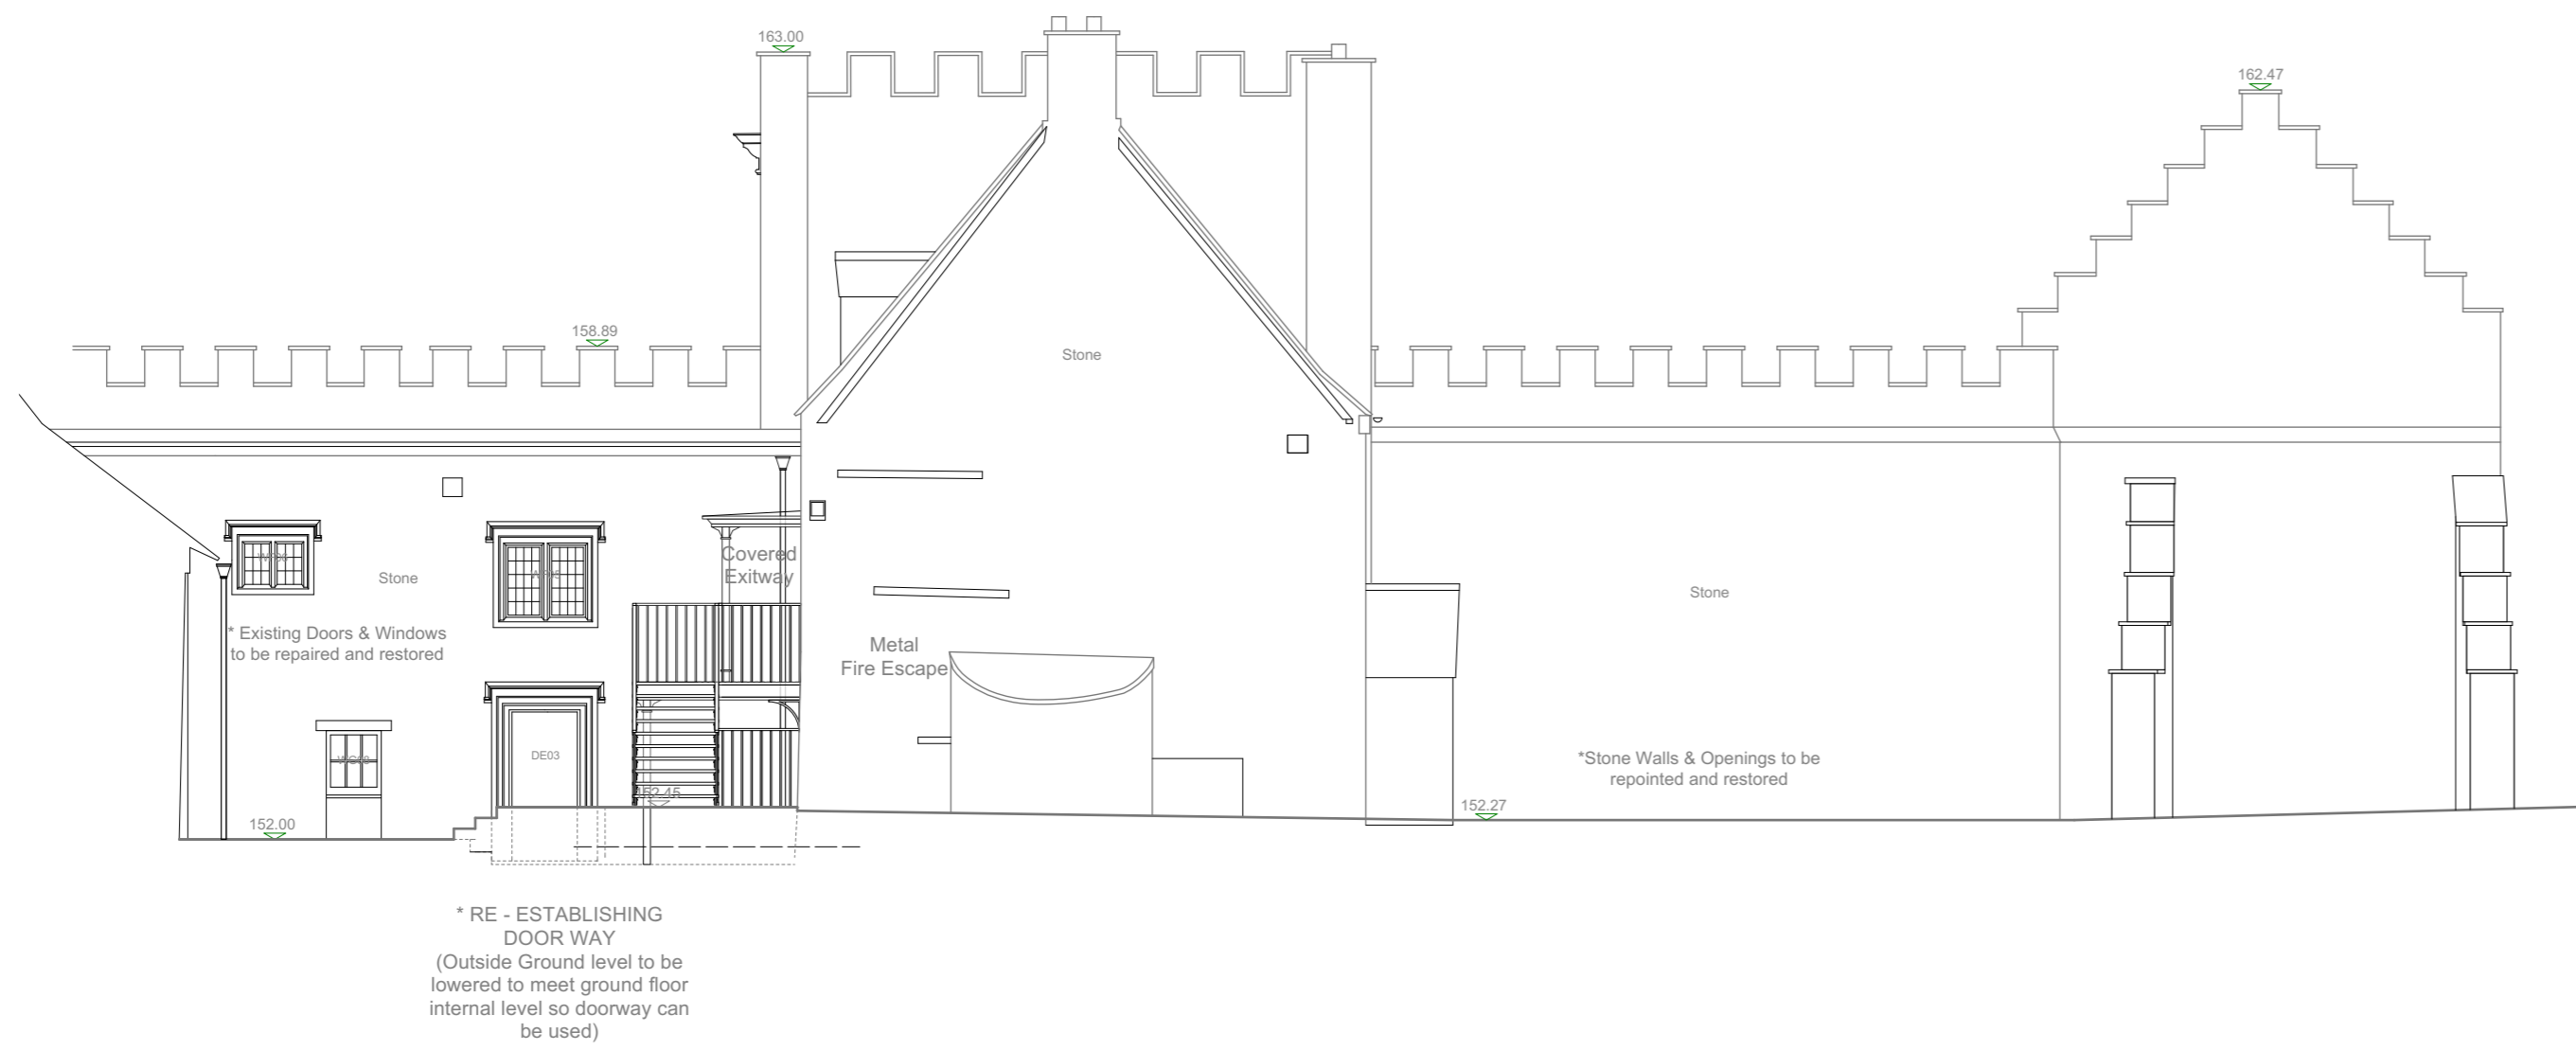 163.00
162.47
158.89
Stone
Covered
Exitway
Stone
Stone
* Existing Doors & Windows
to be repaired and restored
Metal
Fire Escape
DE03
*Stone Walls & Openings to be
repointed and restored
152.45
152.27
152.00
* RE - ESTABLISHING
DOOR WAY
(Outside Ground level to be
lowered to meet ground floor
internal level so doorway can
be used)